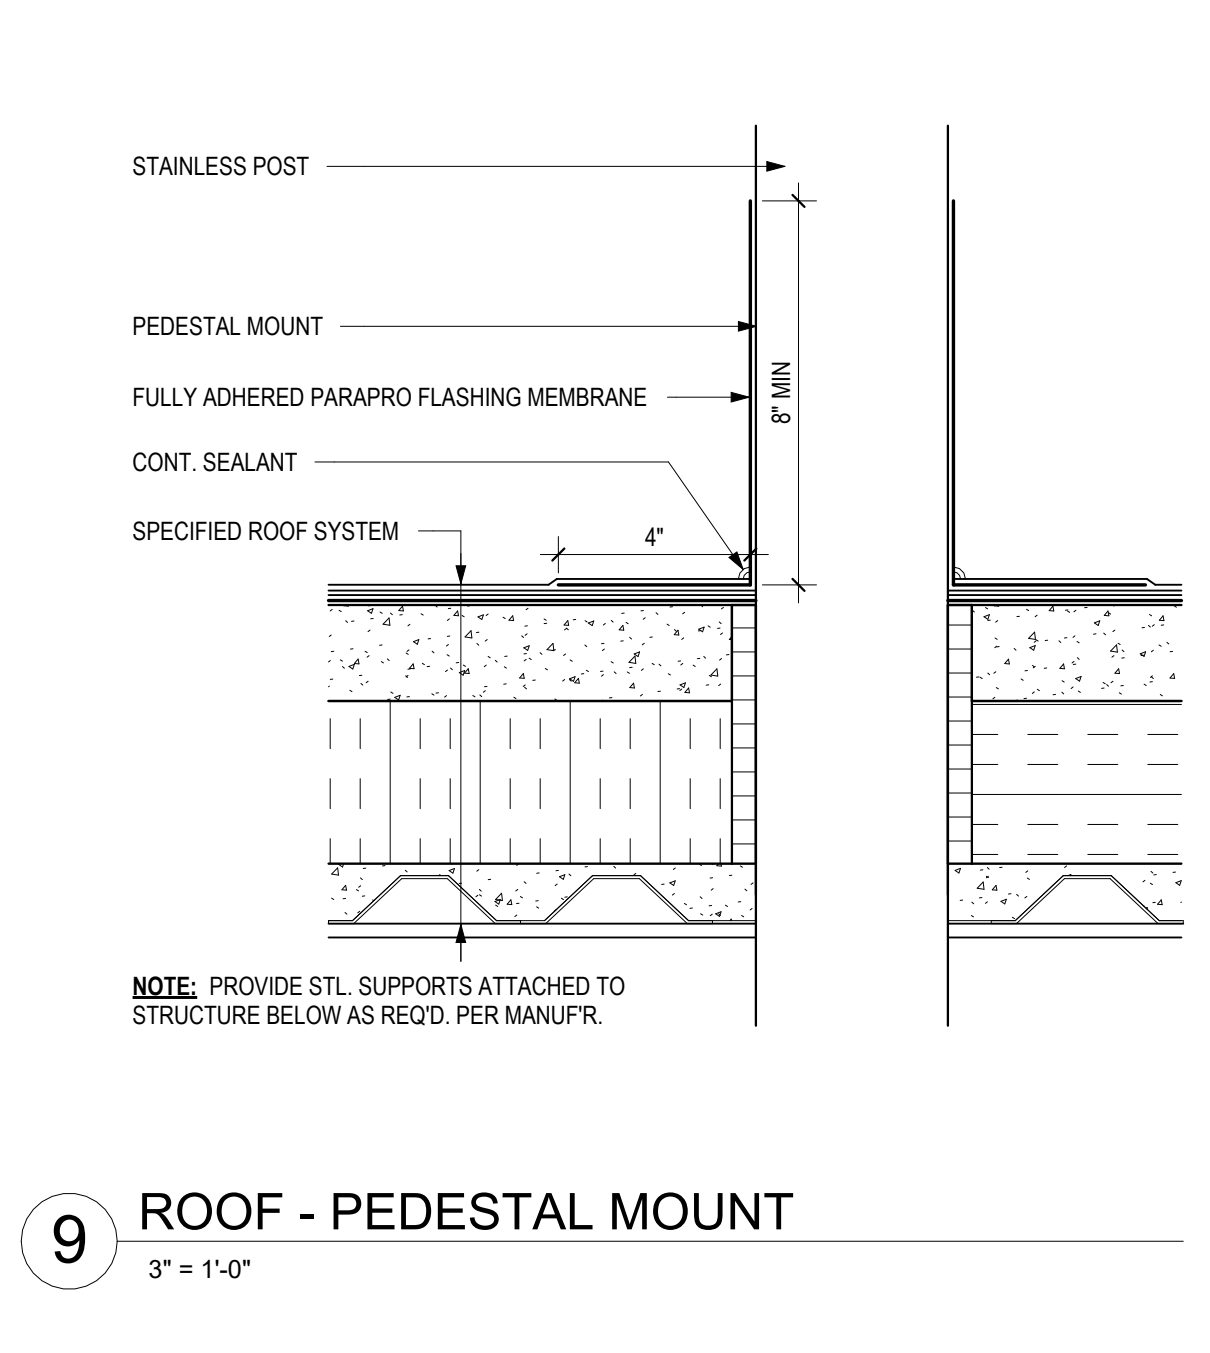 STAINLESS POST
PEDESTAL MOUNT
8" MIN
FULLY ADHERED PARAPRO FLASHING MEMBRANE
CONT. SEALANT
SPECIFIED ROOF SYSTEM
4"
NOTE: PROVIDE STL. SUPPORTS ATTACHED TO
STRUCTURE BELOW AS REQ'D. PER MANUF'R.
9
ROOF - PEDESTAL MOUNT
3" = 1'-0"